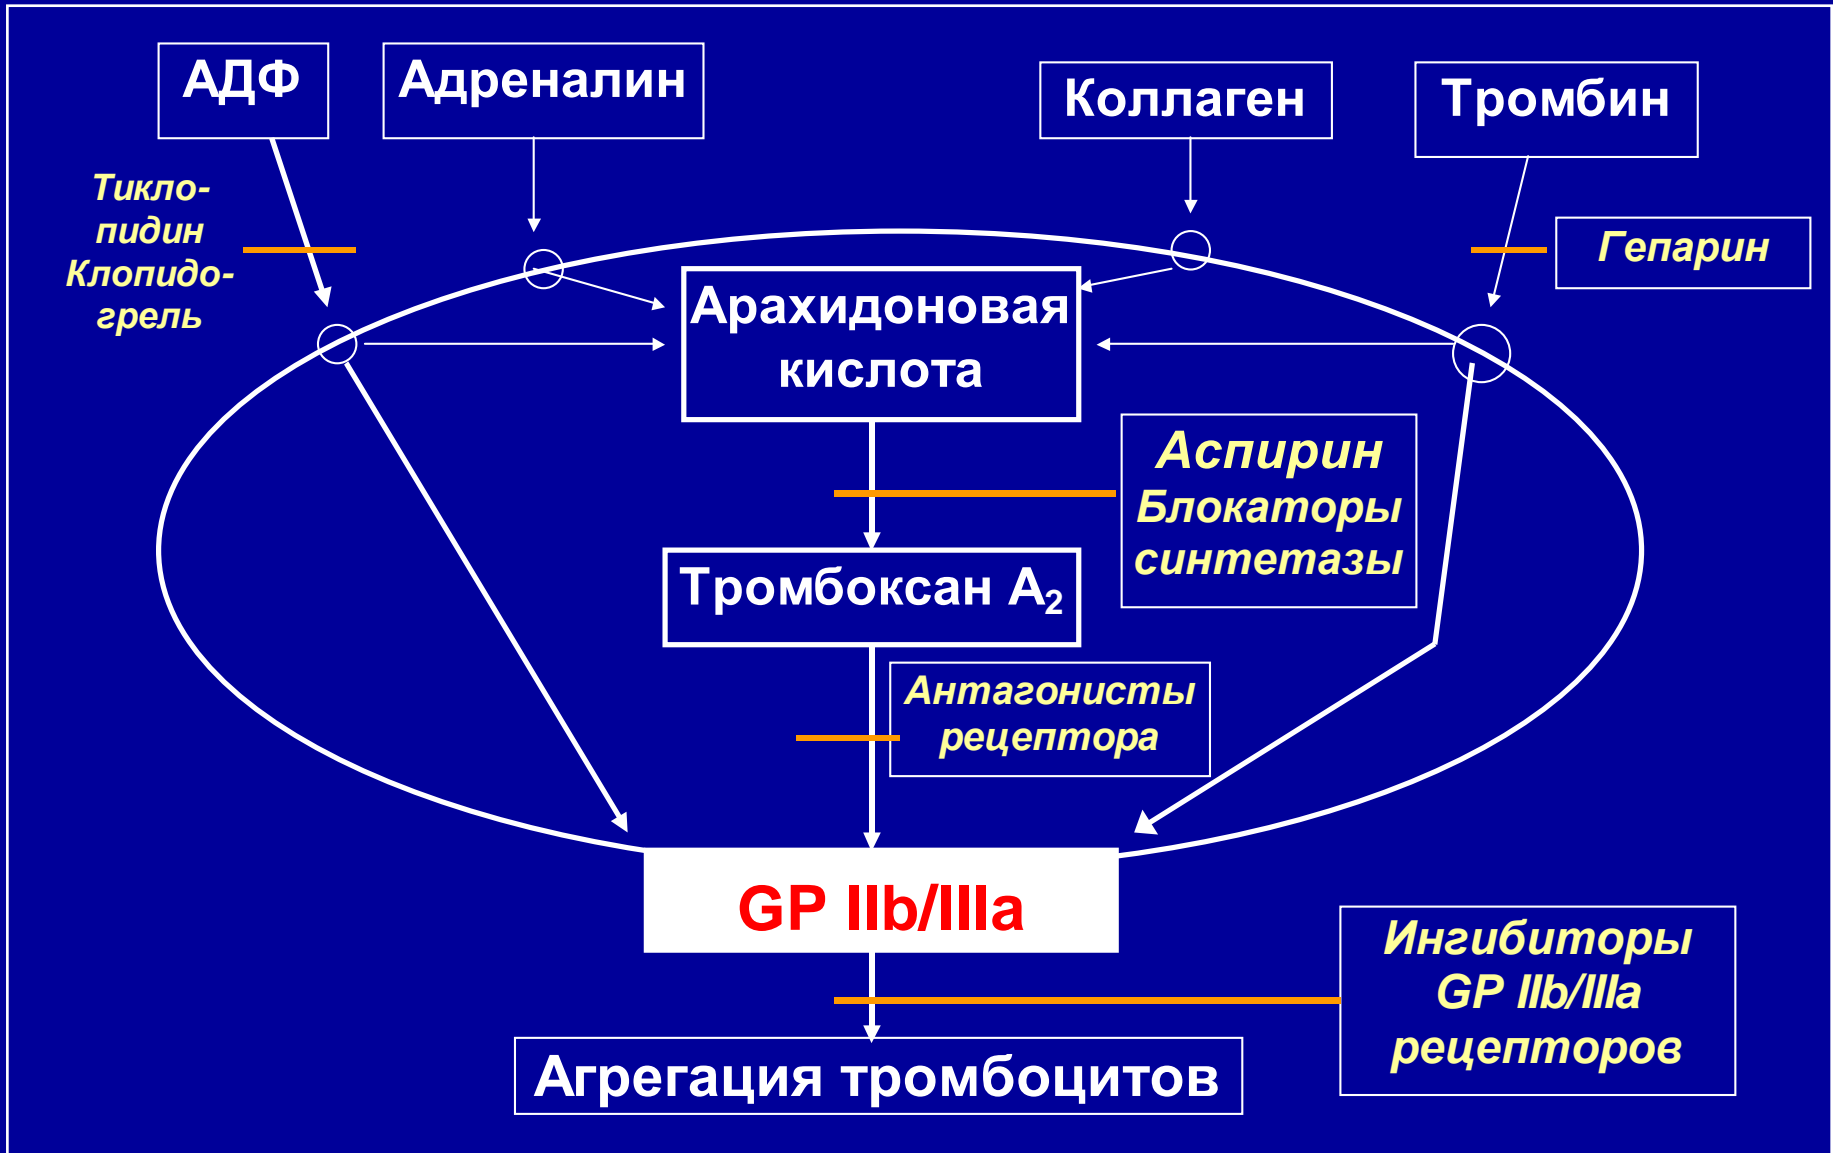 АДФ
Адреналин
Коллаген
Тромбин
Тикло-
пидин
Клопидо-
грель
Гепарин
Арахидоновая
кислота
Аспирин
Блокаторы
синтетазы
Тромбоксан А₂
Антагонисты
рецептора
GP IIb/IIIa
Ингибиторы
GP IIb/IIIa
рецепторов
Агрегация тромбоцитов